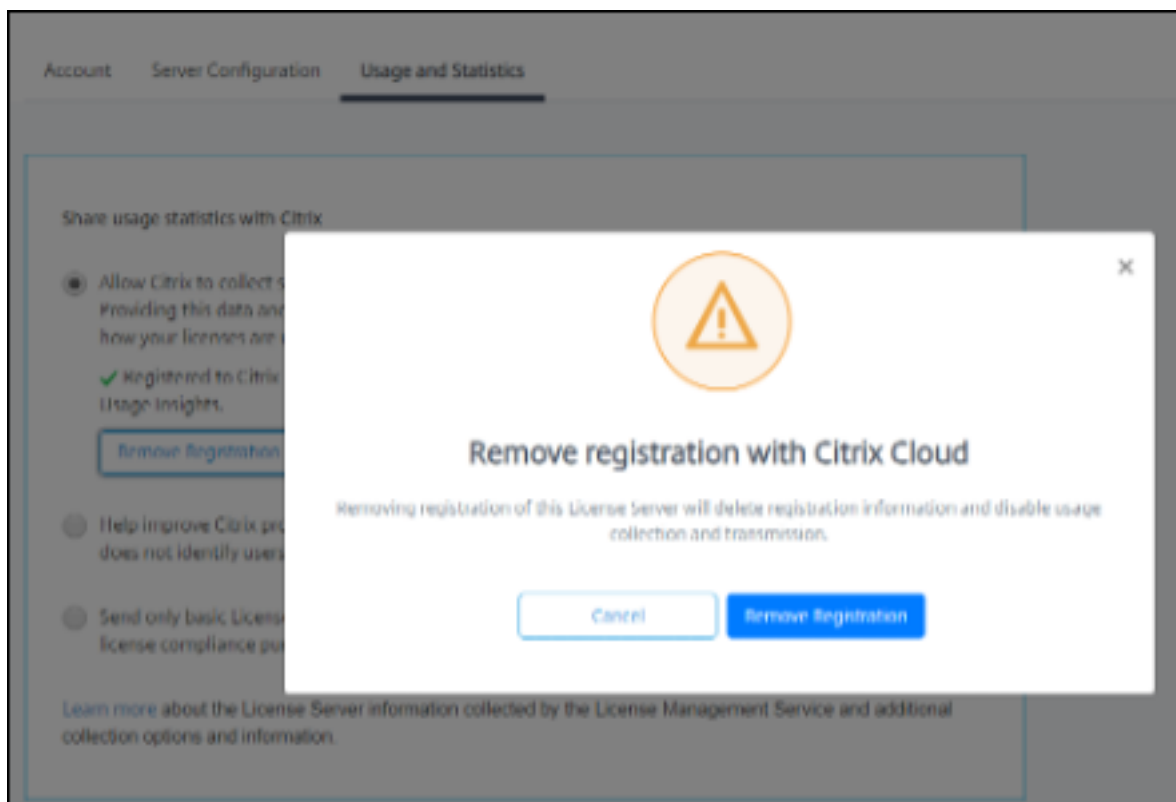 Account Server Configuration Usage and Statistics
Share usage statistics with Citrix
Allow Citrix to collect s
Providing this data and
how your licenses are
Registered to Citrix
Usage Insights.
Remove Registration
Help improve Citrix pro
does not identify users
Send only basic Licens
license compliance pu
Learn more about the License Server information collected by the License Management Service and additional
collection options and information.
Remove registration with Citrix Cloud
Removing registration of this License Server will delete registration information and disable usage
collection and transmission.
Cancel Remove Registration